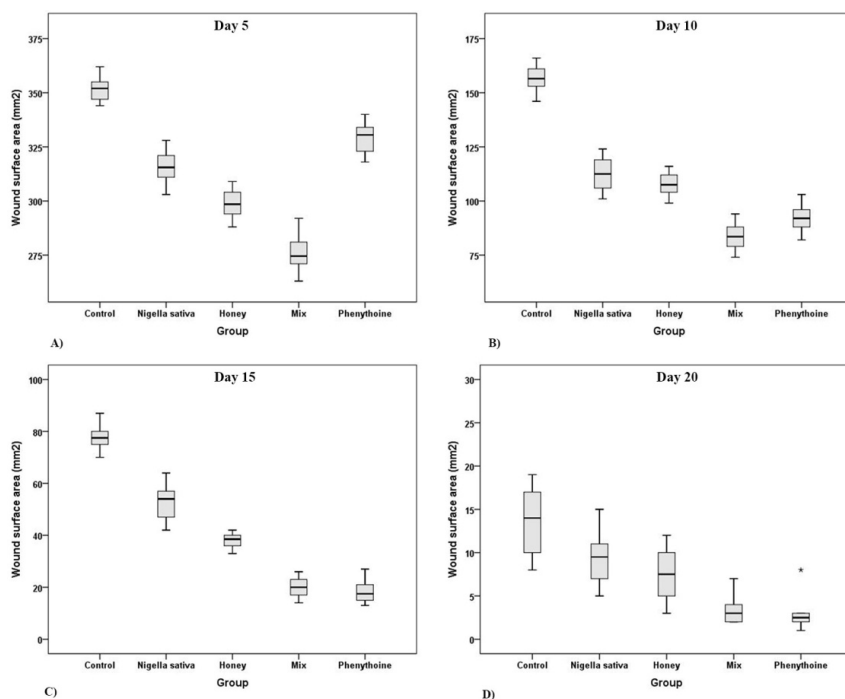 Day 5
Wound surface area (mm2)
375
350
325
300
275
Control Nigella sativa Honey Mix Phenythoine
Group
A)
Day 10
Wound surface area (mm2)
175
150
125
100
75
Control Nigella sativa Honey Mix Phenythoine
Group
B)
Day 15
Wound surface area (mm2)
100
80
60
40
20
0
Control Nigella sativa Honey Mix Phenythoine
Group
C)
Day 20
Wound surface area (mm2)
30
25
20
15
10
5
0
Control Nigella sativa Honey Mix Phenythoine
Group
D)